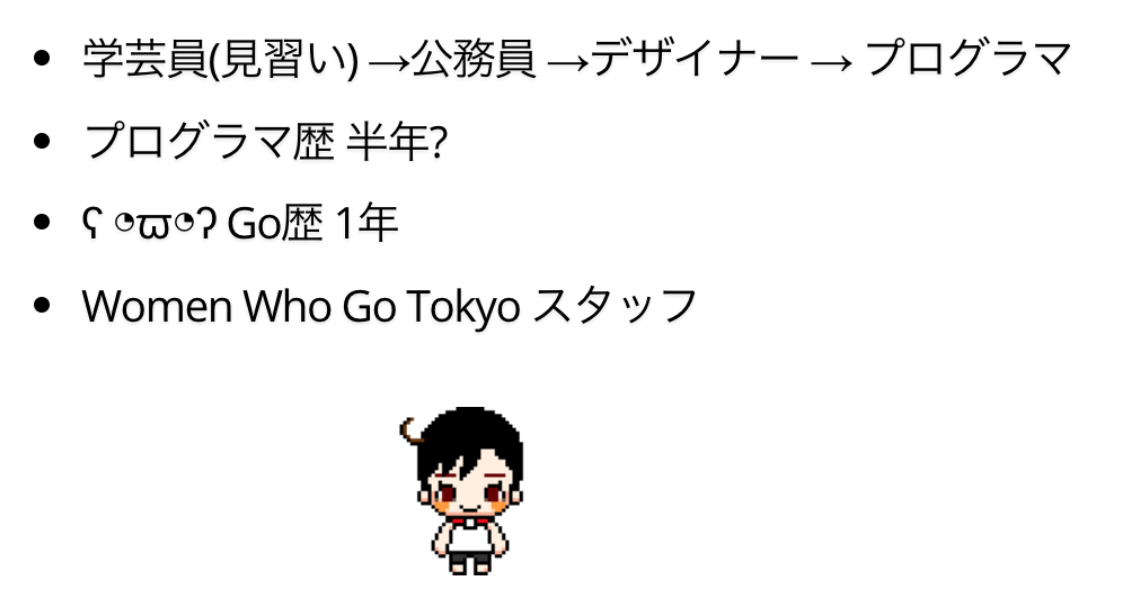 • 学芸員(見習い) →公務員 →デザイナー → プログラマ
• プログラマ歴 半年?
• ʕ ◔ϖ◔ʔ Go歴 1年
• Women Who Go Tokyo スタッフ